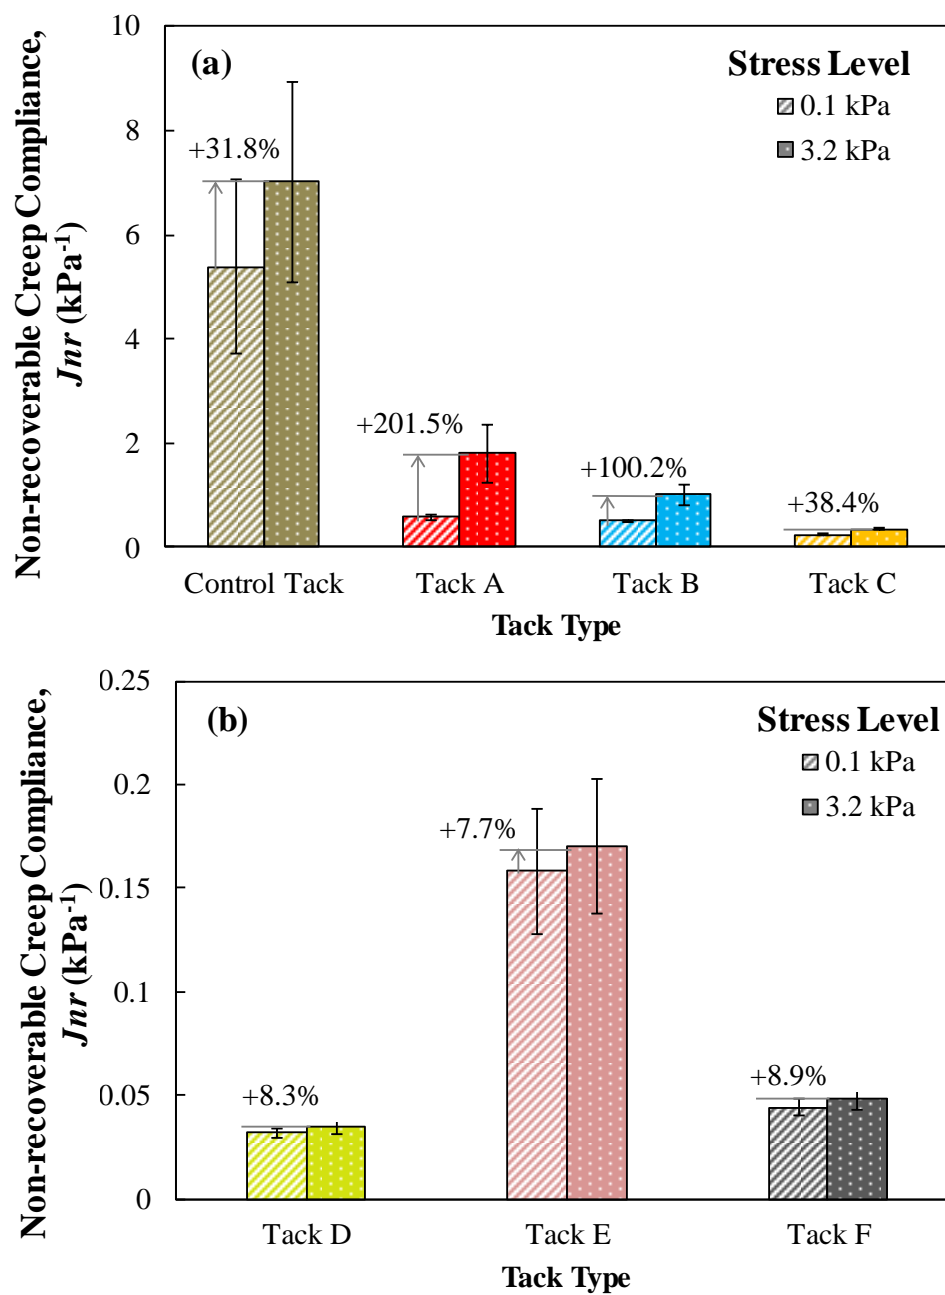 10
(a)
Stress Level
0.1 kPa
3.2 kPa
8
6
4
2
0
Non-recoverable Creep Compliance,
Jnr (kPa-1)
+31.8%
+201.5%
+100.2%
+38.4%
Control Tack
Tack A
Tack B
Tack C
Tack Type
0.25
(b)
Stress Level
0.1 kPa
3.2 kPa
0.2
0.15
0.1
0.05
0
Non-recoverable Creep Compliance,
Jnr (kPa-1)
+8.3%
+7.7%
+8.9%
Tack D
Tack E
Tack F
Tack Type